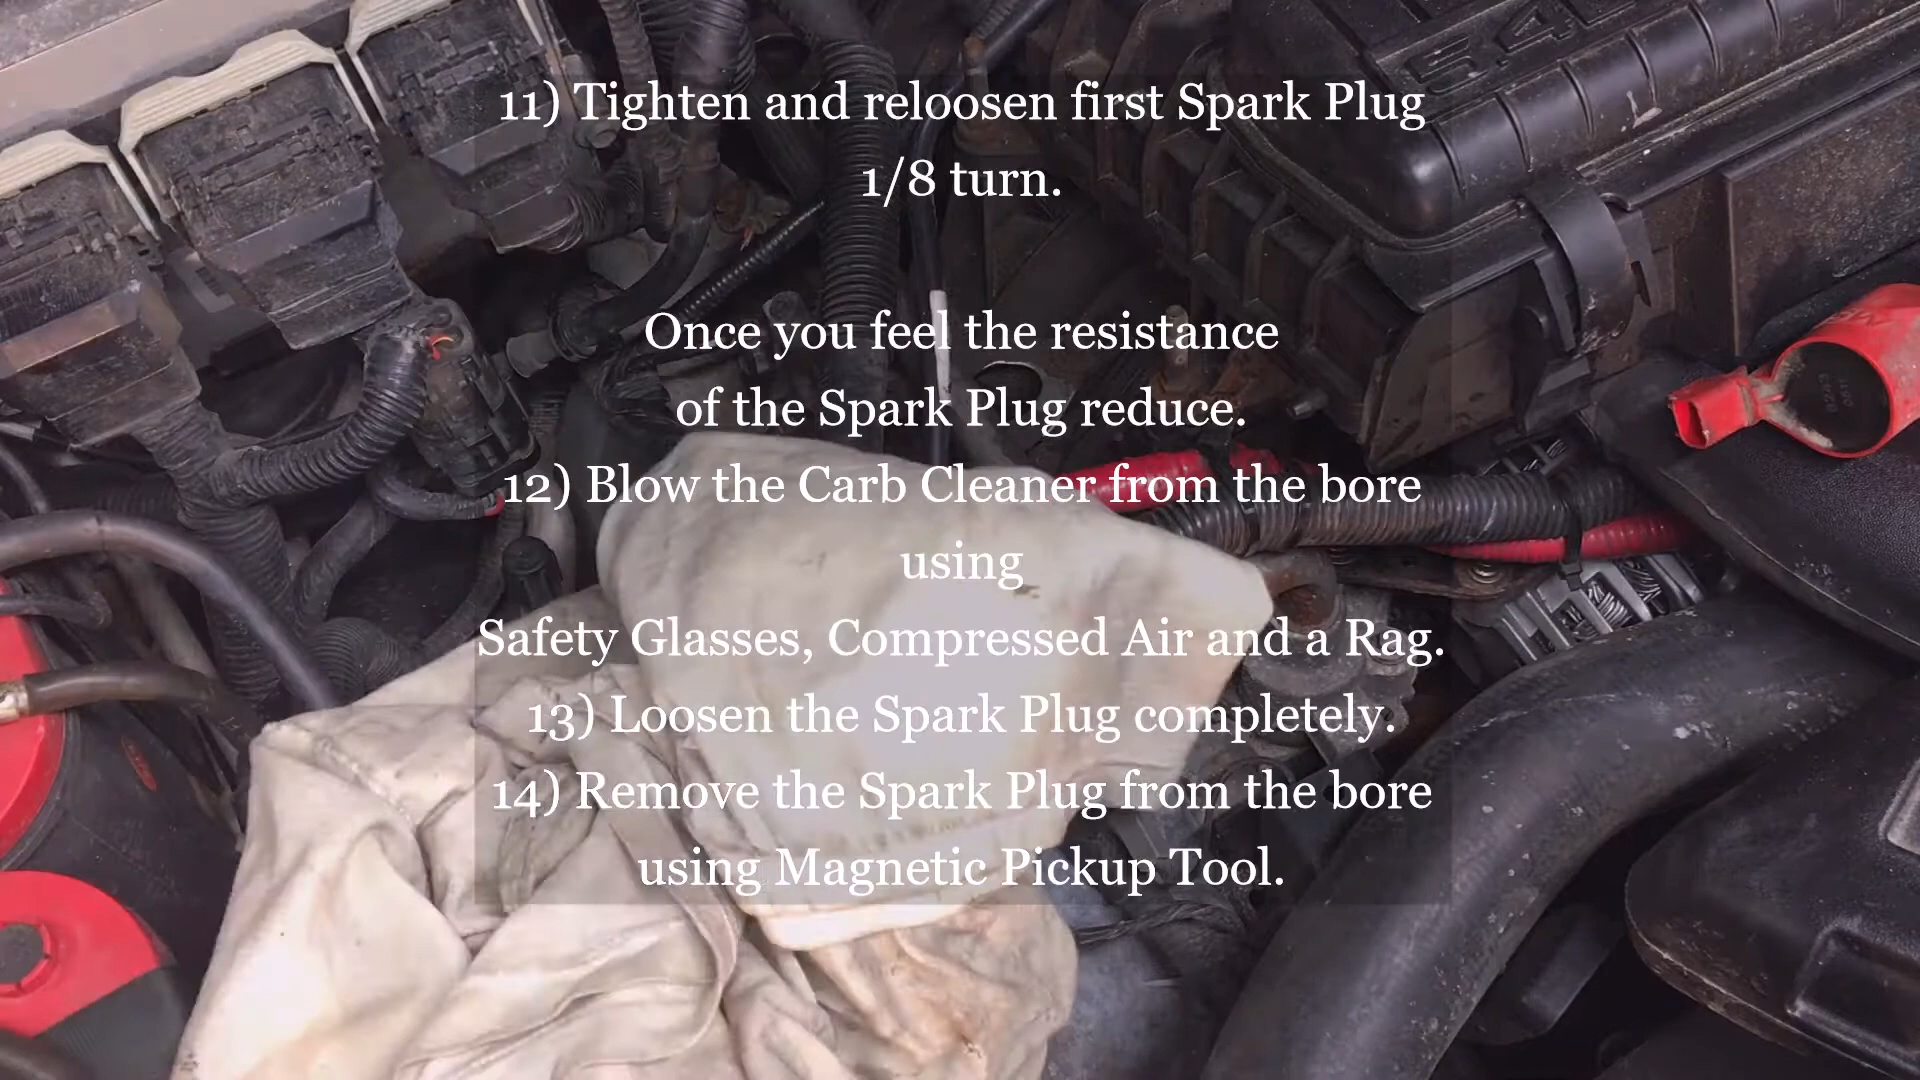 5.4L
11) Tighten and reloosen first Spark Plug
1/8 turn.
Once you feel the resistance
of the Spark Plug reduce.
12) Blow the Carb Cleaner from the bore
using
Safety Glasses, Compressed Air and a Rag.
13) Loosen the Spark Plug completely.
14) Remove the Spark Plug from the bore
using Magnetic Pickup Tool.